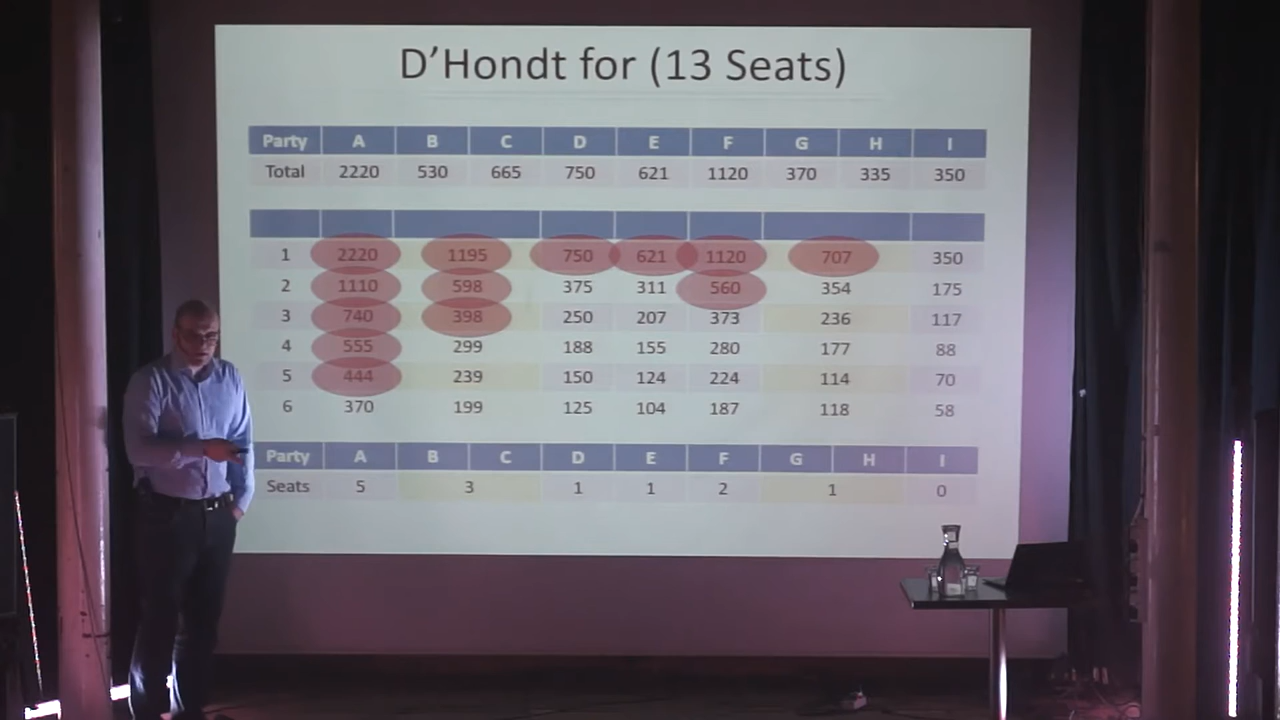 D'Hondt for (13 Seats)
Party A B C D E F G H I
Total 2220 530 665 750 621 1120 370 335 350
1 2220 1195 750 621 1120 707 350
2 1110 598 375 311 560 354 175
3 740 398 250 207 373 236 117
4 555 299 188 155 280 177 88
5 444 239 150 124 224 114 70
6 370 199 125 104 187 118 58
Party A B C D E F G H I
Seats 5 3 1 1 2 1 0